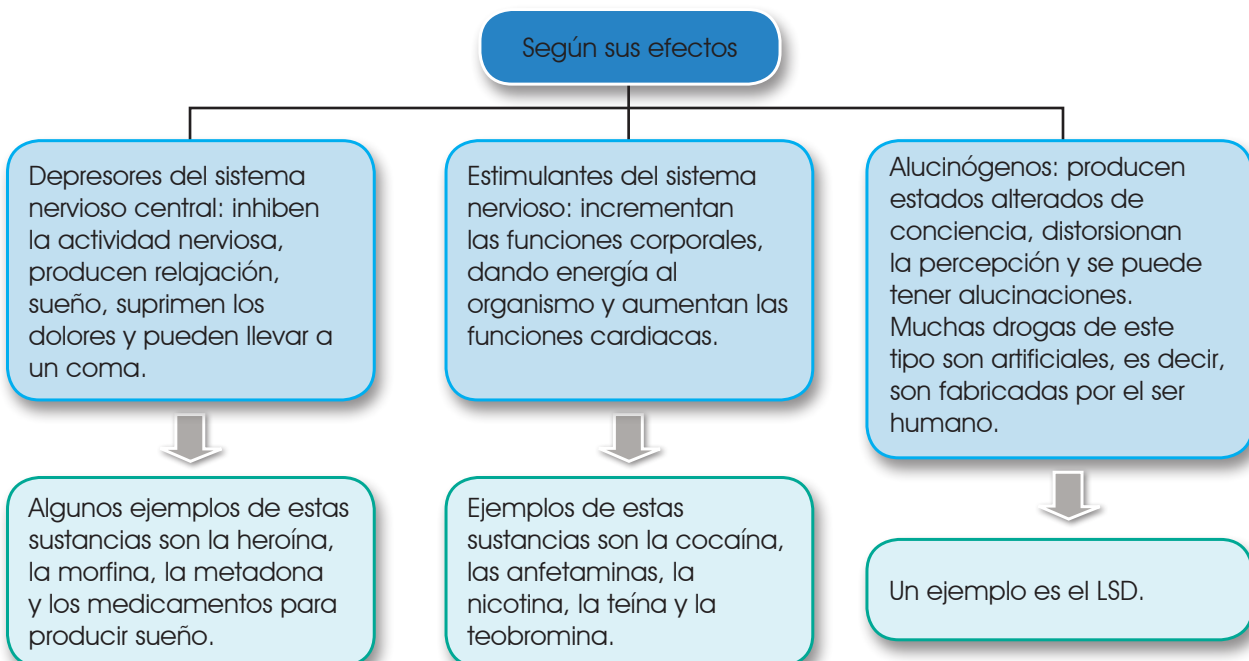 Según sus efectos
Depresores del sistema
nervioso central: inhiben
la actividad nerviosa,
producen relajación,
sueño, suprimen los
dolores y pueden llevar a
un coma.
Estimulantes del sistema
nervioso: incrementan
las funciones corporales,
dando energía al
organismo y aumentan las
funciones cardiacas.
Alucinógenos: producen
estados alterados de
conciencia, distorsionan
la percepción y se puede
tener alucinaciones.
Muchas drogas de este
tipo son artificiales, es decir,
son fabricadas por el ser
humano.
Algunos ejemplos de estas
sustancias son la heroína,
la morfina, la metadona
y los medicamentos para
producir sueño.
Ejemplos de estas
sustancias son la cocaína,
las anfetaminas, la
nicotina, la teína y la
teobromina.
Un ejemplo es el LSD.